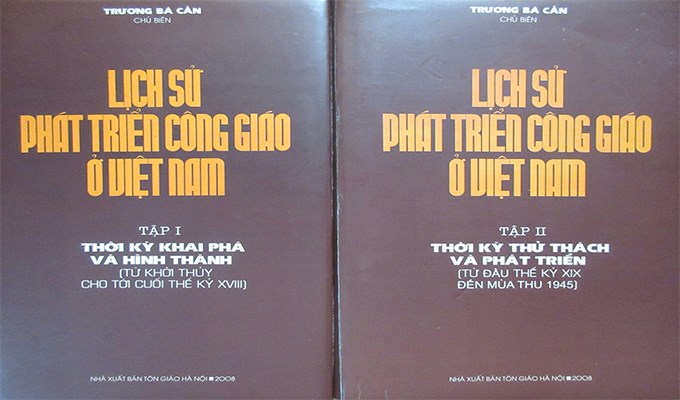 TRƯƠNG BÁ CẦN
CHỦ BIÊN
LỊCH SỬ
PHÁT TRIỂN CÔNG GIÁO
Ở VIỆT NAM
TẬP I
THỜI KỲ KHAI PHÁ
VÀ HÌNH THÀNH
(TỪ KHỞI THỦY
CHO TỚI CUỐI THẾ KỶ XVIII)
NHÀ XUẤT BẢN TÔN GIÁO HÀ NỘI ■ 2008
TRƯƠNG BÁ CẦN
CHỦ BIÊN
LỊCH SỬ
PHÁT TRIỂN CÔNG GIÁO
Ở VIỆT NAM
TẬP II
THỜI KỲ THỬ THÁCH
VÀ PHÁT TRIỂN
(TỪ ĐẦU THẾ KỶ XIX
ĐẾN MÙA THU 1945)
NHÀ XUẤT BẢN TÔN GIÁO HÀ NỘI ■ 2008